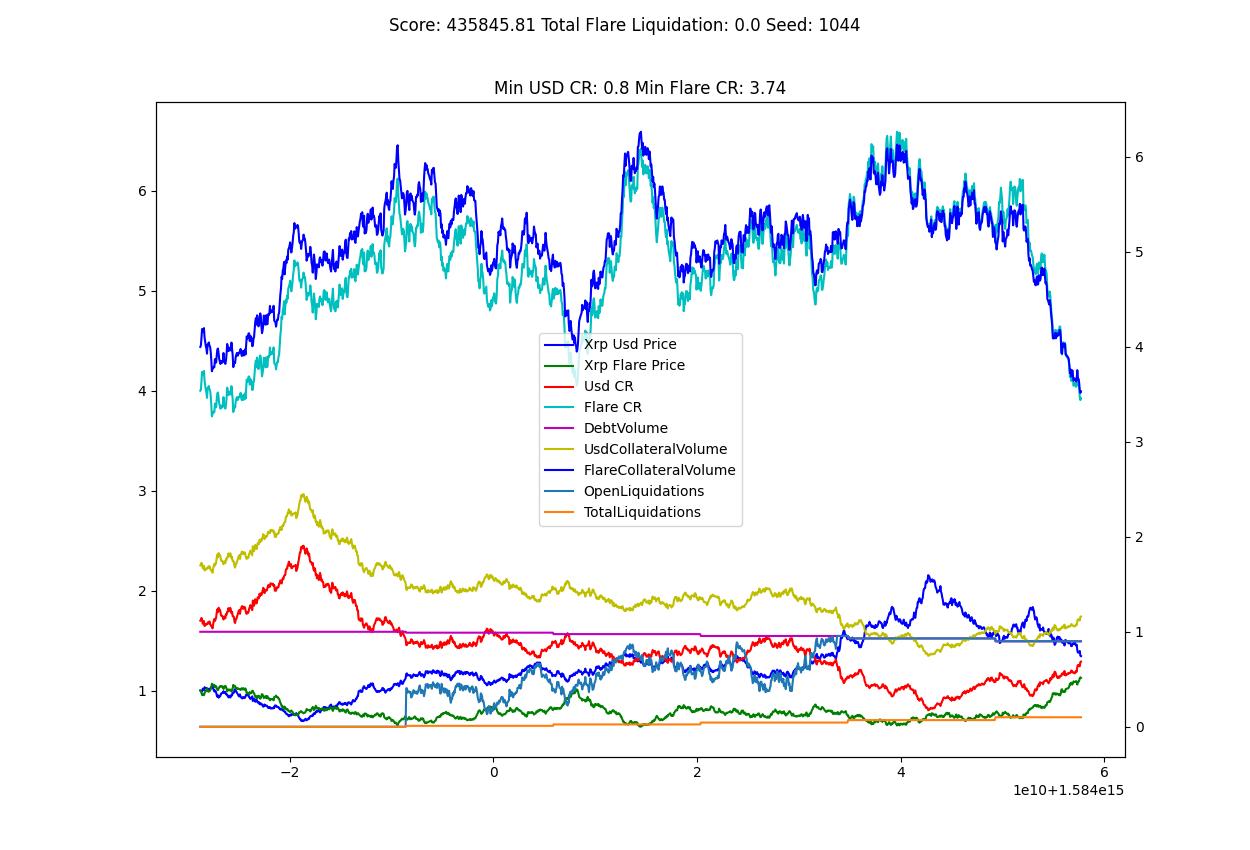 Score: 435845.81 Total Flare Liquidation: 0.0 Seed: 1044
Min USD CR: 0.8 Min Flare CR: 3.74
6
5
4
3
2
1
6
5
4
3
2
1
0
Xrp Usd Price
Xrp Flare Price
Usd CR
Flare CR
DebtVolume
UsdCollateralVolume
FlareCollateralVolume
OpenLiquidations
TotalLiquidations
−2 0 2 4 6
1e10+1.584e15